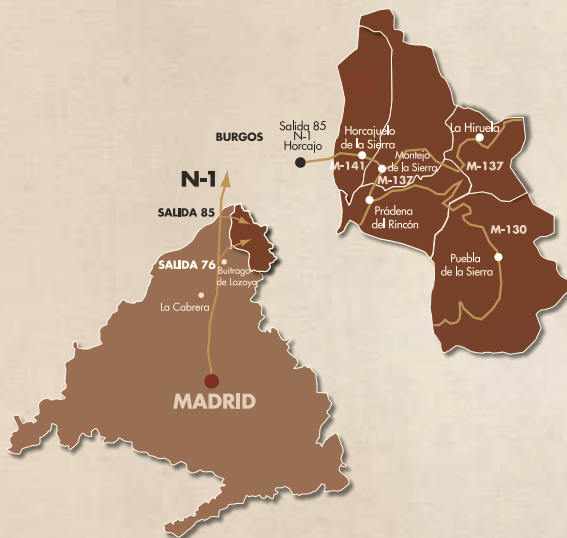 BURGOS
Salida 85
N-1
Horcajo
N-1
SALIDA 85
SALIDA 76
Buitrago
de Lozoya
La Cabrera
MADRID
Horcajuelo
de la Sierra
M-141
Montejo
de la Sierra
M-137
La Hiruela
M-137
Prádena
del Rincón
M-130
Puebla
de la Sierra